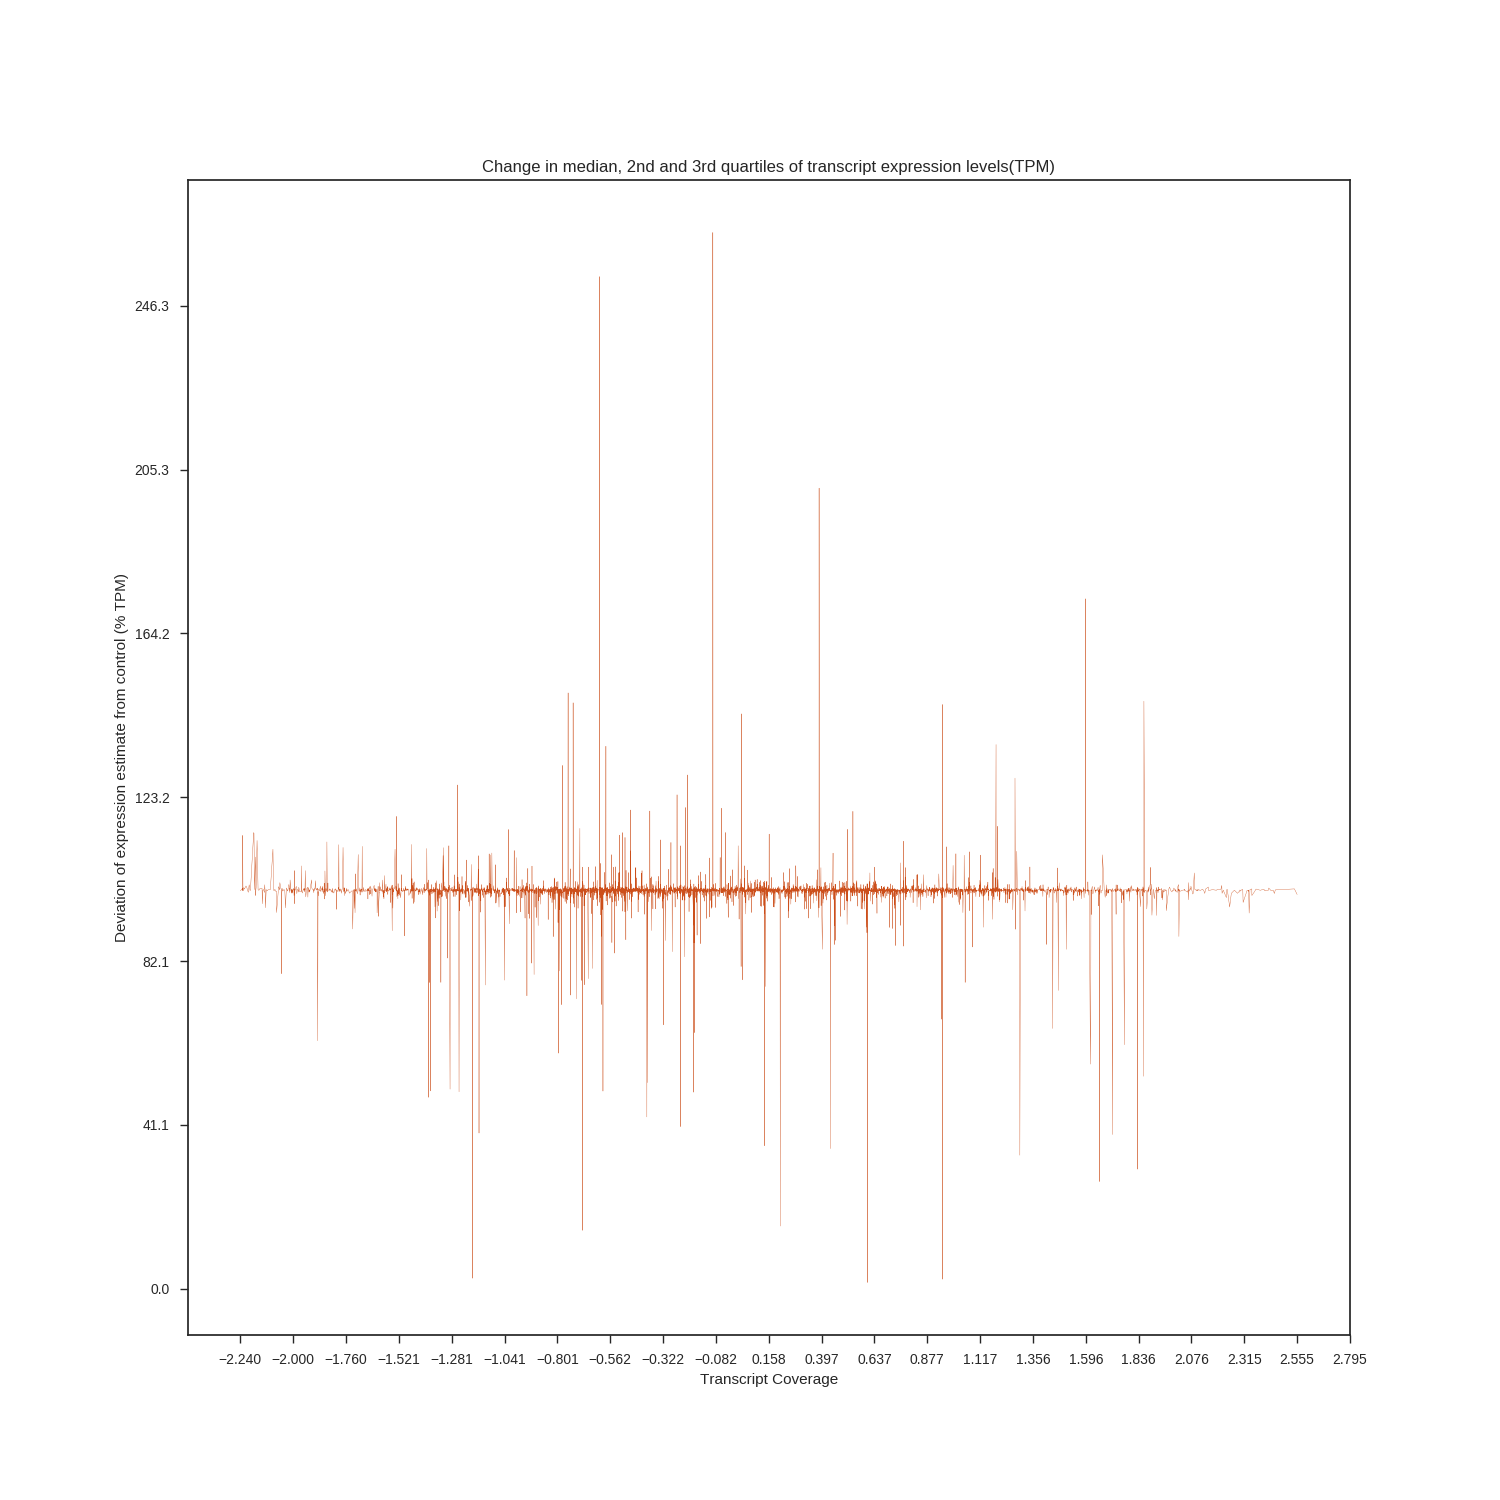 Change in median, 2nd and 3rd quartiles of transcript expression levels(TPM)
Deviation of expression estimate from control (% TPM)
246.3
205.3
164.2
123.2
82.1
41.1
0.0
−2.240 −2.000 −1.760 −1.521 −1.281 −1.041 −0.801 −0.562 −0.322 −0.082 0.158 0.397 0.637 0.877 1.117 1.356 1.596 1.836 2.076 2.315 2.555 2.795
Transcript Coverage